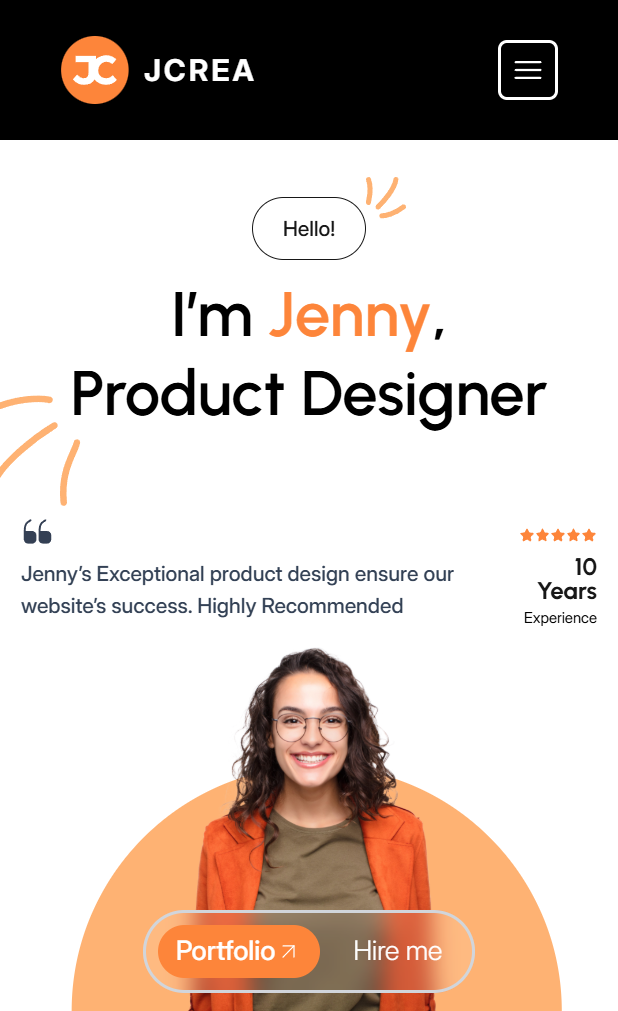 JC JCREA
Hello!
I’m Jenny,
Product Designer
“
Jenny’s Exceptional product design ensure our
website’s success. Highly Recommended
10
Years
Experience
Portfolio
Hire me